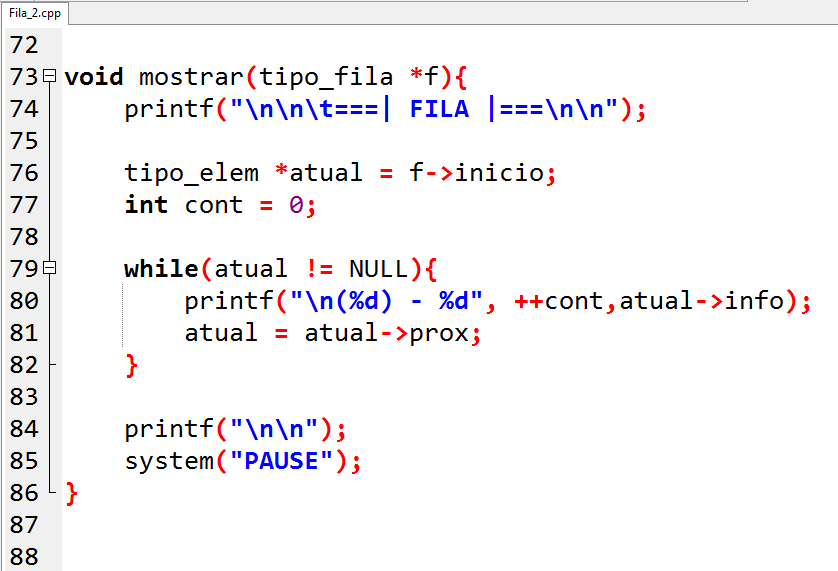 Fila_2.cpp
72
73 void mostrar(tipo_fila *f){
74 printf("\n\n\t===| FILA |===\n\n");
75
76 tipo_elem *atual = f->inicio;
77 int cont = 0;
78
79 while(atual != NULL){
80 printf("\n(%d) - %d", ++cont,atual->info);
81 atual = atual->prox;
82 }
83
84 printf("\n\n");
85 system("PAUSE");
86 }
87
88